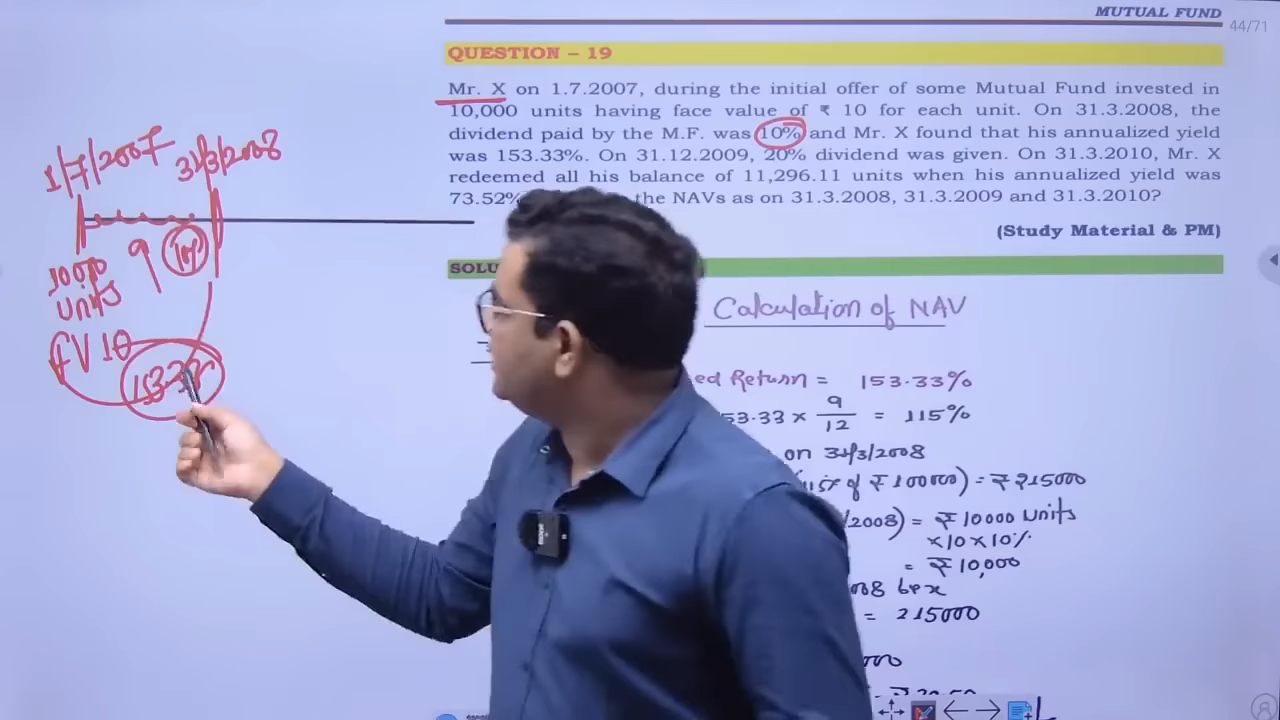 MUTUAL FUND
44/71
QUESTION – 19
Mr. X on 1.7.2007, during the initial offer of some Mutual Fund invested in
10,000 units having face value of ₹ 10 for each unit. On 31.3.2008, the
dividend paid by the M.F. was 10% and Mr. X found that his annualized yield
was 153.33%. On 31.12.2009, 20% dividend was given. On 31.3.2010, Mr. X
redeemed all his balance of 11,296.11 units when his annualized yield was
73.52% the NAVs as on 31.3.2008, 31.3.2009 and 31.3.2010?
(Study Material & PM)
SOLU
Calculation of NAV
ed Return = 153.33%
53.33 × 9/12 = 115%
on 31/3/2008
(115% of ₹ 100000) = ₹ 215000
/2008) = ₹ 10000 Units
×10×10%
= ₹ 10,000
= 215000
1/7/2007
31/3/2008
9
10%
10000
Units
FV 10
153.33%